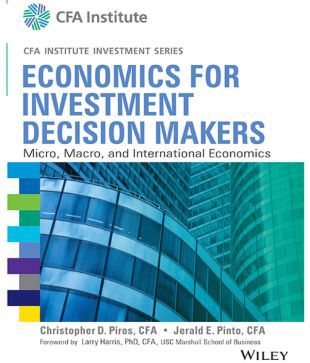 CFA Institute
CFA INSTITUTE INVESTMENT SERIES
ECONOMICS FOR
INVESTMENT
DECISION MAKERS
Micro, Macro, and International Economics
Christopher D. Piros, CFA • Jerald E. Pinto, CFA
Foreword by Larry Harris, PhD, CFA, USC Marshall School of Business
WILEY